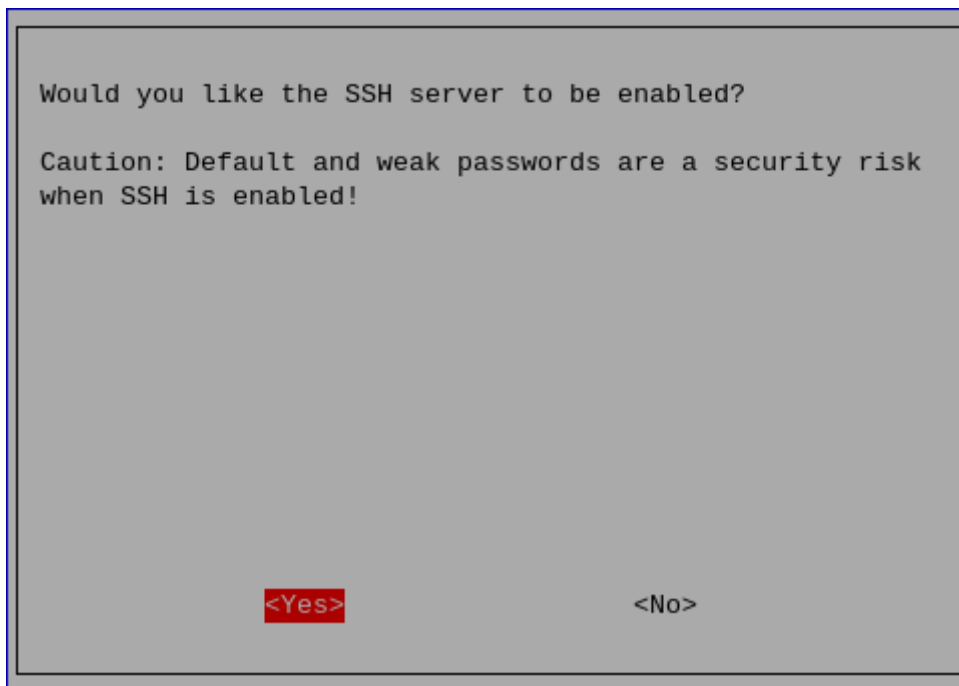 Would you like the SSH server to be enabled?
Caution: Default and weak passwords are a security risk
when SSH is enabled!
<Yes> <No>